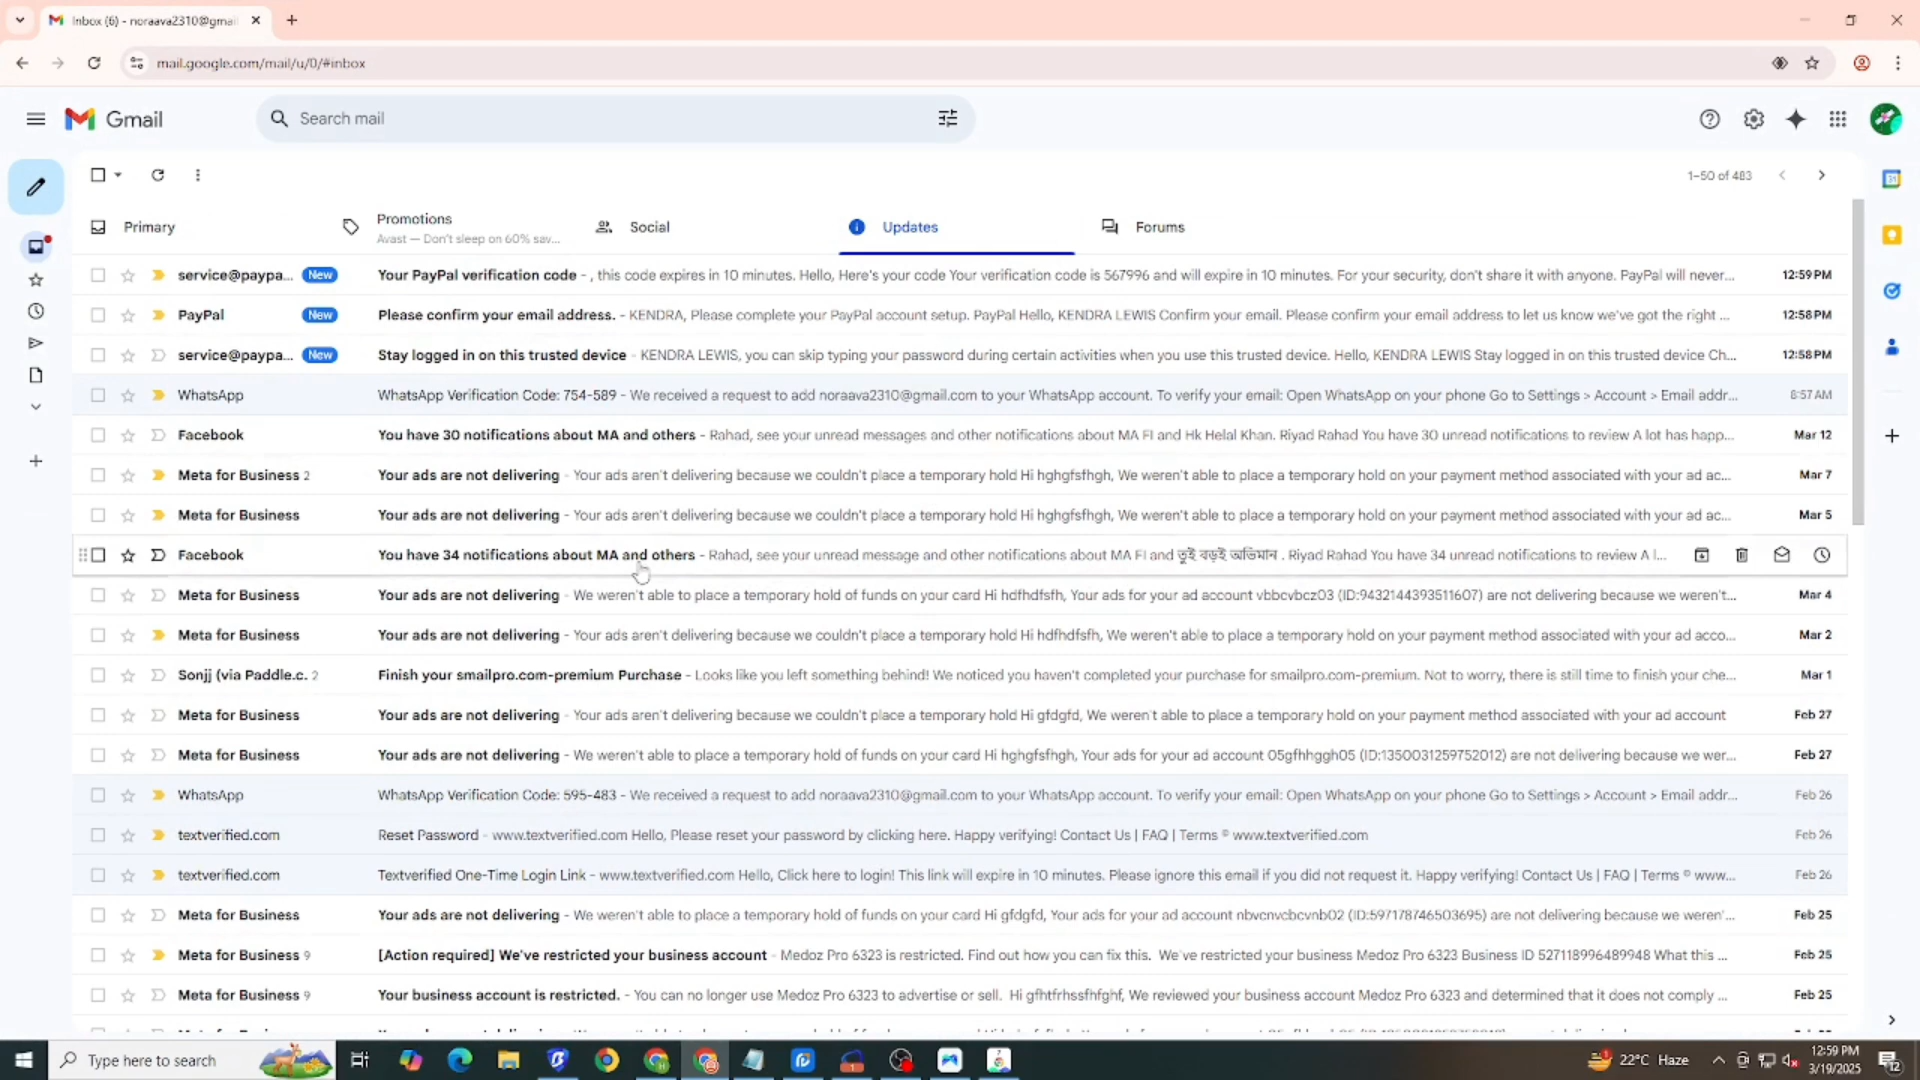 Inbox (6) - noraava2310@gmai
mail.google.com/mail/u/0/#inbox
Gmail
Search mail
1–50 of 483
Primary
Promotions
Avast — Don't sleep on 60% sav...
Social
Updates
Forums
service@paypa... New Your PayPal verification code - , this code expires in 10 minutes. Hello, Here's your code Your verification code is 567996 and will expire in 10 minutes. For your security, don't share it with anyone. PayPal will never... 12:59 PM
PayPal New Please confirm your email address. - KENDRA, Please complete your PayPal account setup. PayPal Hello, KENDRA LEWIS Confirm your email. Please confirm your email address to let us know we've got the right ... 12:58 PM
service@paypa... New Stay logged in on this trusted device - KENDRA LEWIS, you can skip typing your password during certain activities when you use this trusted device. Hello, KENDRA LEWIS Stay logged in on this trusted device Ch... 12:58 PM
WhatsApp WhatsApp Verification Code: 754-589 - We received a request to add noraava2310@gmail.com to your WhatsApp account. To verify your email: Open WhatsApp on your phone Go to Settings > Account > Email addr... 8:57 AM
Facebook You have 30 notifications about MA and others - Rahad, see your unread messages and other notifications about MA FI and Hk Helal Khan. Riyad Rahad You have 30 unread notifications to review A lot has happ... Mar 12
Meta for Business 2 Your ads are not delivering - Your ads aren't delivering because we couldn't place a temporary hold Hi hghgfsfhgh, We weren't able to place a temporary hold on your payment method associated with your ad ac... Mar 7
Meta for Business Your ads are not delivering - Your ads aren't delivering because we couldn't place a temporary hold Hi hghgfsfhgh, We weren't able to place a temporary hold on your payment method associated with your ad ac... Mar 5
Facebook You have 34 notifications about MA and others - Rahad, see your unread message and other notifications about MA FI and তুই বড়ই অভিমান . Riyad Rahad You have 34 unread notifications to review A l...
Meta for Business Your ads are not delivering - We weren't able to place a temporary hold of funds on your card Hi hdfhdfsfh, Your ads for your ad account vbbcvbcz03 (ID:9432144393511607) are not delivering because we weren't... Mar 4
Meta for Business Your ads are not delivering - Your ads aren't delivering because we couldn't place a temporary hold Hi hdfhdfsfh, We weren't able to place a temporary hold on your payment method associated with your ad acco... Mar 2
Sonjj (via Paddle.c. 2 Finish your smailpro.com-premium Purchase - Looks like you left something behind! We noticed you haven't completed your purchase for smailpro.com-premium. Not to worry, there is still time to finish your che... Mar 1
Meta for Business Your ads are not delivering - Your ads aren't delivering because we couldn't place a temporary hold Hi gfdgfd, We weren't able to place a temporary hold on your payment method associated with your ad account Feb 27
Meta for Business Your ads are not delivering - We weren't able to place a temporary hold of funds on your card Hi hghgfsfhgh, Your ads for your ad account 05gfhhggh05 (ID:1350031259752012) are not delivering because we wer... Feb 27
WhatsApp WhatsApp Verification Code: 595-483 - We received a request to add noraava2310@gmail.com to your WhatsApp account. To verify your email: Open WhatsApp on your phone Go to Settings > Account > Email addr... Feb 26
textverified.com Reset Password - www.textverified.com Hello, Please reset your password by clicking here. Happy verifying! Contact Us | FAQ | Terms © www.textverified.com Feb 26
textverified.com Textverified One-Time Login Link - www.textverified.com Hello, Click here to login! This link will expire in 10 minutes. Please ignore this email if you did not request it. Happy verifying! Contact Us | FAQ | Terms © www... Feb 26
Meta for Business Your ads are not delivering - We weren't able to place a temporary hold of funds on your card Hi gfdgfd, Your ads for your ad account nbvcnvcbcvnb02 (ID:597178746503695) are not delivering because we weren'... Feb 25
Meta for Business 9 [Action required] We've restricted your business account - Medoz Pro 6323 is restricted. Find out how you can fix this. We've restricted your business Medoz Pro 6323 Business ID 527118996489948 What this ... Feb 25
Meta for Business 9 Your business account is restricted. - You can no longer use Medoz Pro 6323 to advertise or sell. Hi gfhtfrhssfhfghf, We reviewed your business account Medoz Pro 6323 and determined that it does not comply ... Feb 25
Type here to search
22°C Haze
12:59 PM
3/19/2025
12